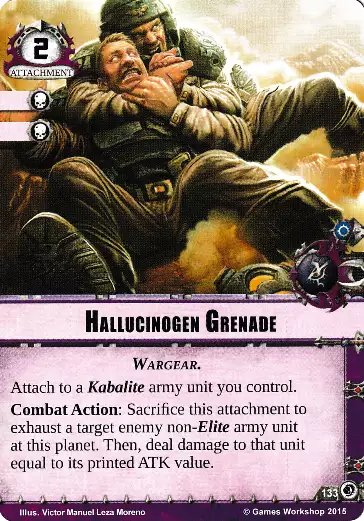 2
ATTACHMENT
HALLUCINOGEN GRENADE
WARGEAR.
Attach to a Kabalite army unit you control.
Combat Action: Sacrifice this attachment to
exhaust a target enemy non-Elite army unit
at this planet. Then, deal damage to that unit
equal to its printed ATK value.
133
Illus. Victor Manuel Leza Moreno
© Games Workshop 2015